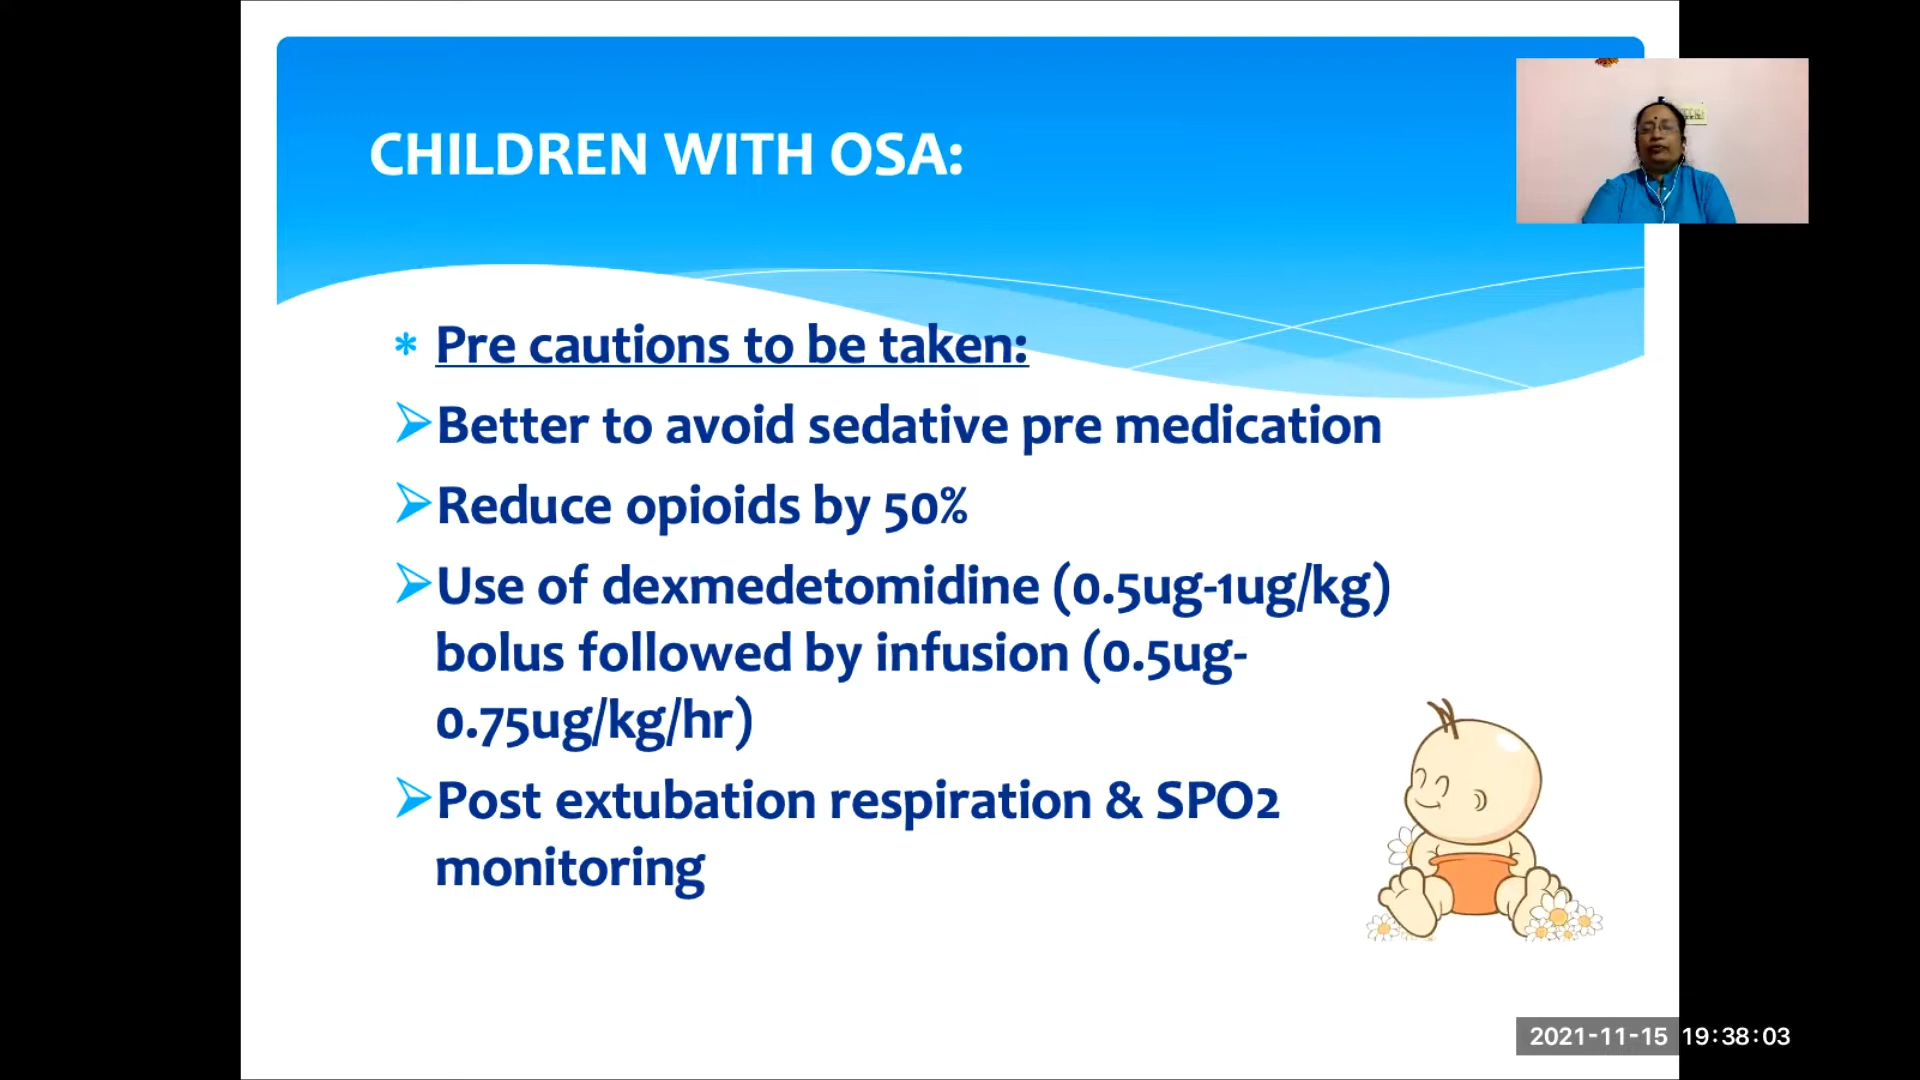 CHILDREN WITH OSA:
* Pre cautions to be taken:
Better to avoid sedative pre medication
Reduce opioids by 50%
Use of dexmedetomidine (0.5ug-1ug/kg)
bolus followed by infusion (0.5ug-
0.75ug/kg/hr)
Post extubation respiration & SPO2
monitoring
2021-11-15 19:38:03